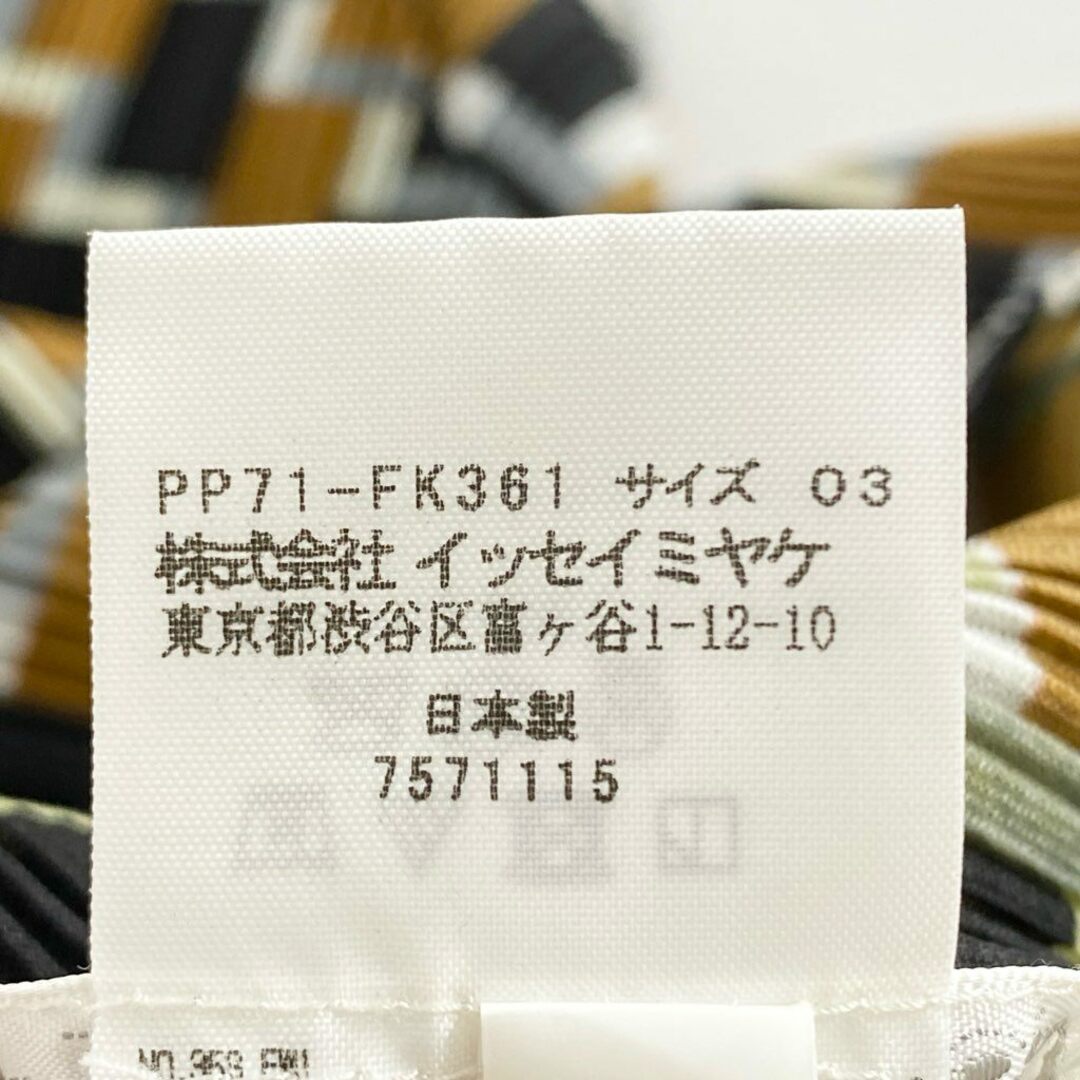 PP71-FK361 サイズ 03
株式会社 イッセイミヤケ
東京都渋谷区富ヶ谷1-12-10
日本製
7571115